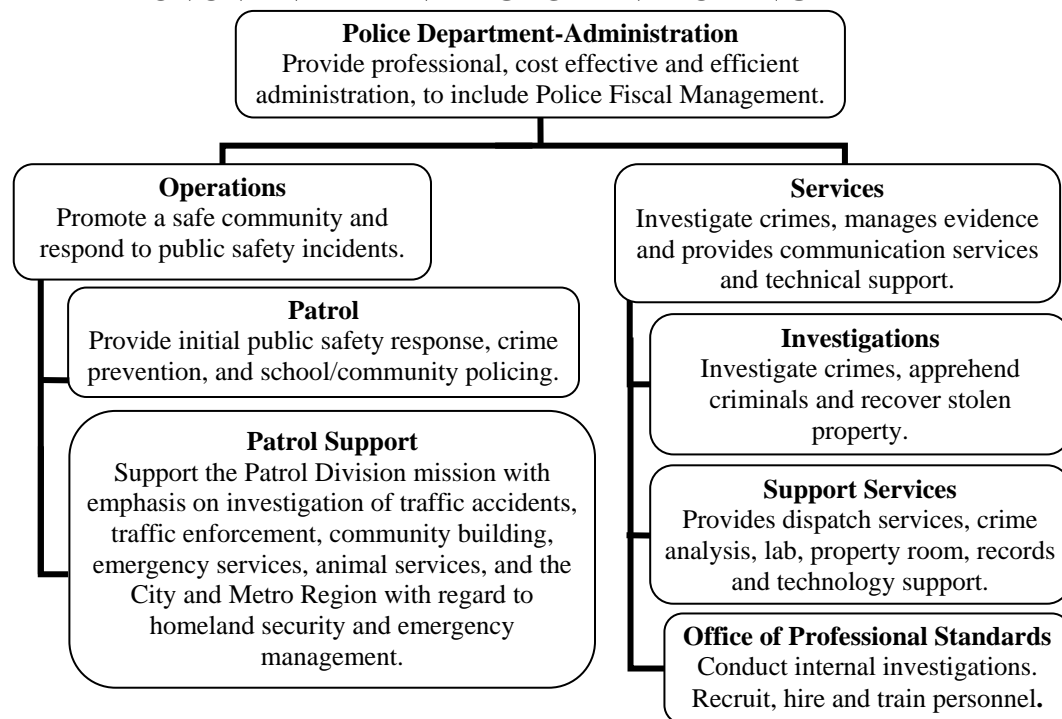 Police Department-Administration
Provide professional, cost effective and efficient
administration, to include Police Fiscal Management.
Operations
Promote a safe community and
respond to public safety incidents.
Patrol
Provide initial public safety response, crime
prevention, and school/community policing.
Patrol Support
Support the Patrol Division mission with
emphasis on investigation of traffic accidents,
traffic enforcement, community building,
emergency services, animal services, and the
City and Metro Region with regard to
homeland security and emergency
management.
Services
Investigate crimes, manages evidence
and provides communication services
and technical support.
Investigations
Investigate crimes, apprehend
criminals and recover stolen
property.
Support Services
Provides dispatch services, crime
analysis, lab, property room, records
and technology support.
Office of Professional Standards
Conduct internal investigations.
Recruit, hire and train personnel.